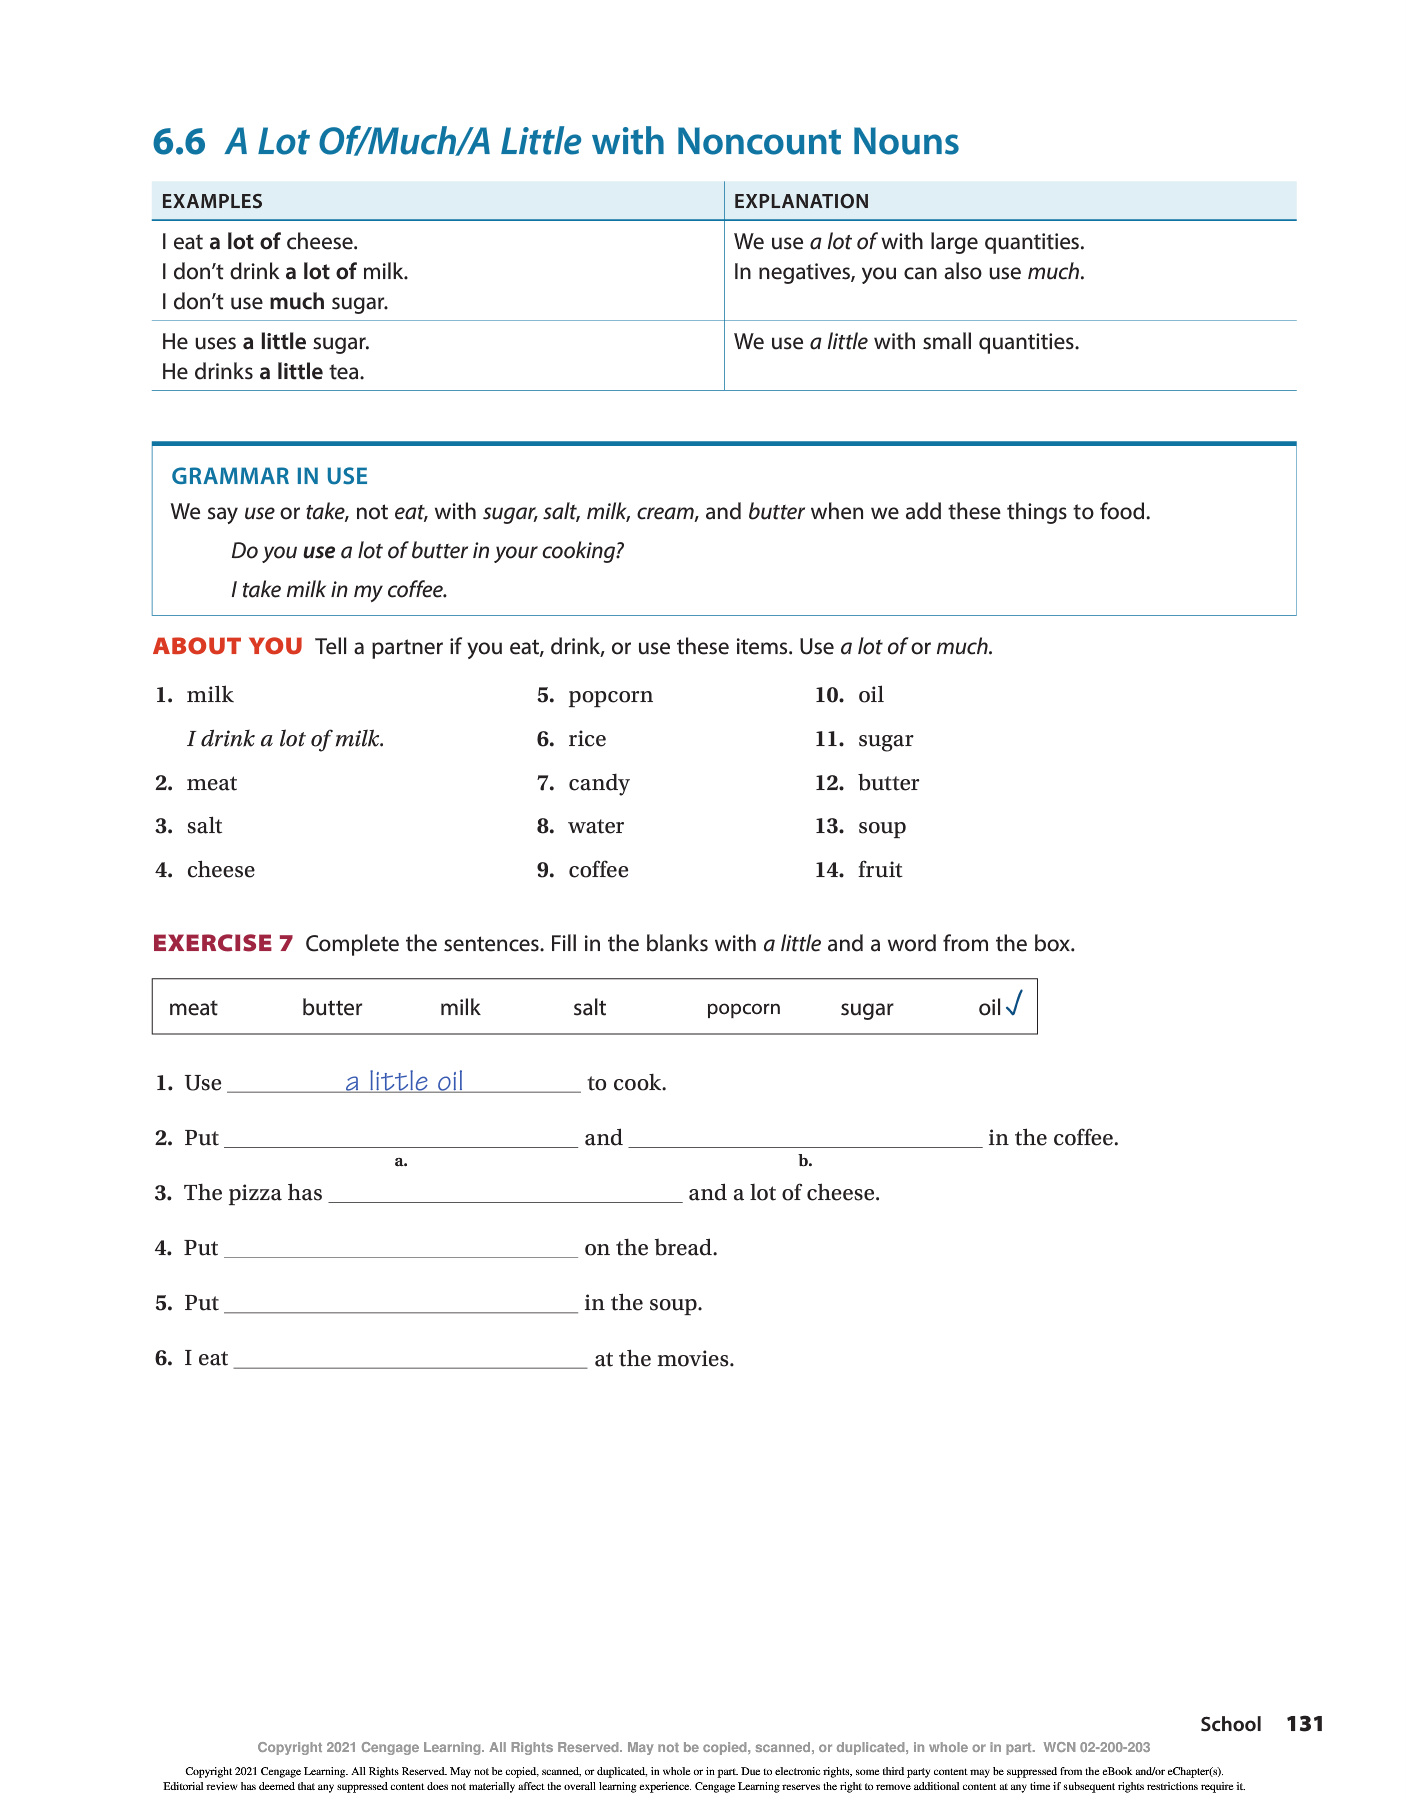 6.6 A Lot Of/Much/A Little with Noncount Nouns
EXAMPLES
EXPLANATION
I eat a lot of cheese.
I don't drink a lot of milk.
I don't use much sugar.
We use a lot of with large quantities.
In negatives, you can also use much.
He uses a little sugar.
He drinks a little tea.
We use a little with small quantities.
GRAMMAR IN USE
We say use or take, not eat, with sugar, salt, milk, cream, and butter when we add these things to food.
Do you use a lot of butter in your cooking?
I take milk in my coffee.
ABOUT YOU Tell a partner if you eat, drink, or use these items. Use a lot of or much.
1. milk
I drink a lot of milk.
2. meat
3. salt
4. cheese
5. popcorn
6. rice
7. candy
8. water
9. coffee
10. oil
11. sugar
12. butter
13. soup
14. fruit
EXERCISE 7 Complete the sentences. Fill in the blanks with a little and a word from the box.
meat butter milk salt popcorn sugar oil ✓
1. Use a little oil to cook.
2. Put ______ and ______ in the coffee.
a. b.
3. The pizza has ______ and a lot of cheese.
4. Put ______ on the bread.
5. Put ______ in the soup.
6. I eat ______ at the movies.
School 131
Copyright 2021 Cengage Learning. All Rights Reserved. May not be copied, scanned, or duplicated, in whole or in part. WCN 02-200-203
Copyright 2021 Cengage Learning. All Rights Reserved. May not be copied, scanned, or duplicated, in whole or in part. Due to electronic rights, some third party content may be suppressed from the eBook and/or eChapter(s).
Editorial review has deemed that any suppressed content does not materially affect the overall learning experience. Cengage Learning reserves the right to remove additional content at any time if subsequent rights restrictions require it.